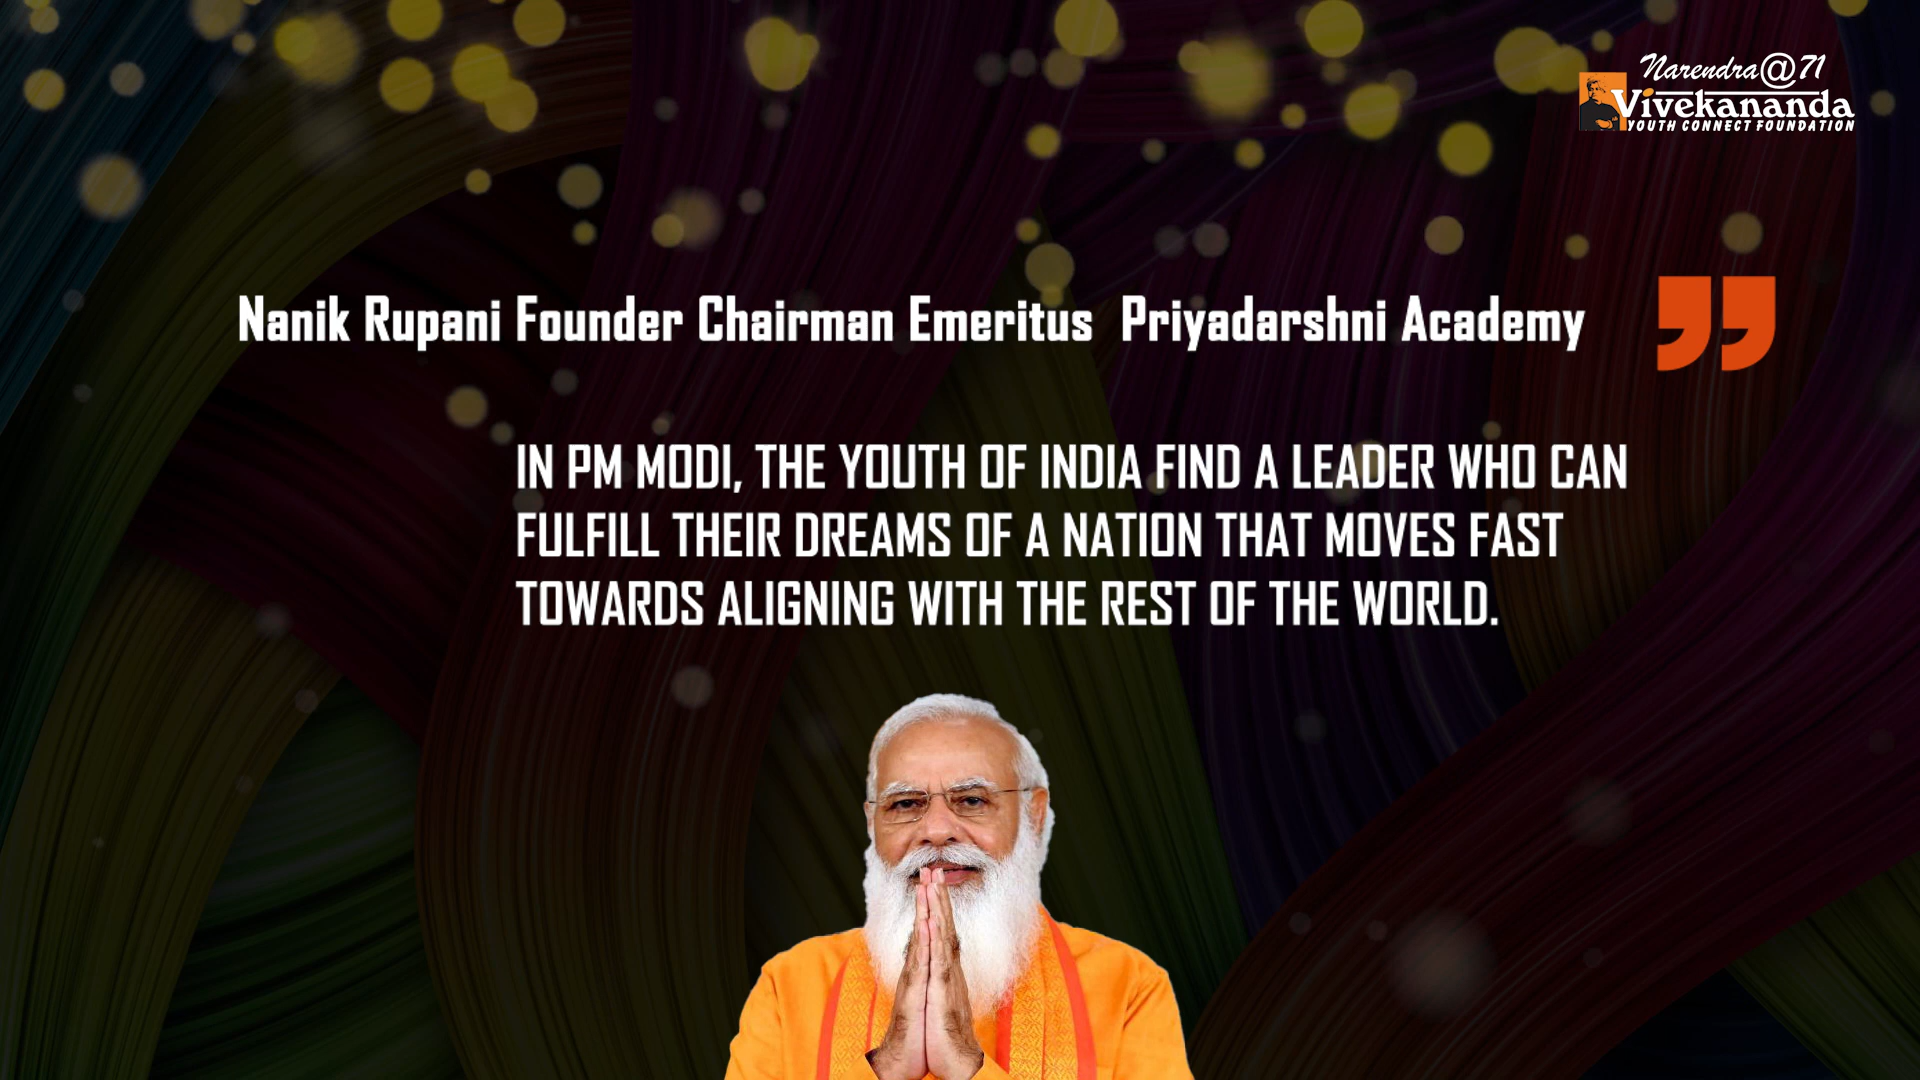 Narendra@71
Vivekananda
YOUTH CONNECT FOUNDATION
Nanik Rupani Founder Chairman Emeritus Priyadarshni Academy
IN PM MODI, THE YOUTH OF INDIA FIND A LEADER WHO CAN
FULFILL THEIR DREAMS OF A NATION THAT MOVES FAST
TOWARDS ALIGNING WITH THE REST OF THE WORLD.